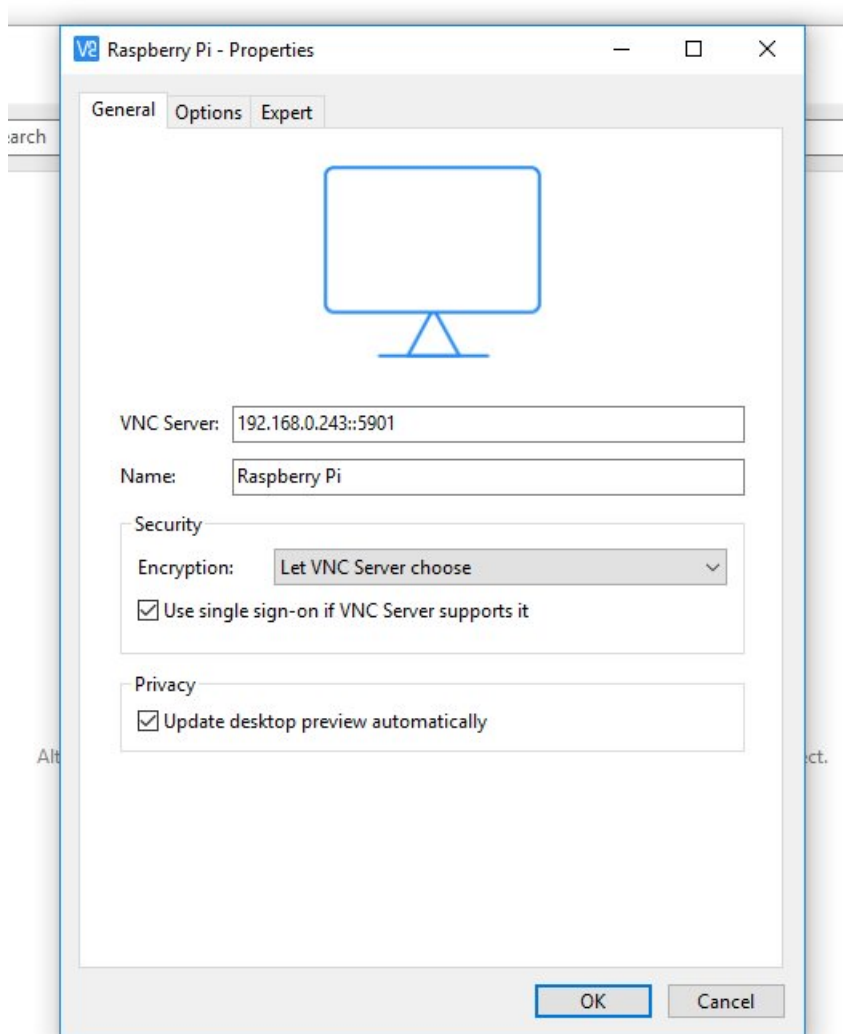 V2 Raspberry Pi - Properties
General Options Expert
earch
VNC Server: 192.168.0.243::5901
Name: Raspberry Pi
Security
Encryption: Let VNC Server choose
Use single sign-on if VNC Server supports it
Privacy
Update desktop preview automatically
Alt
ect.
OK Cancel